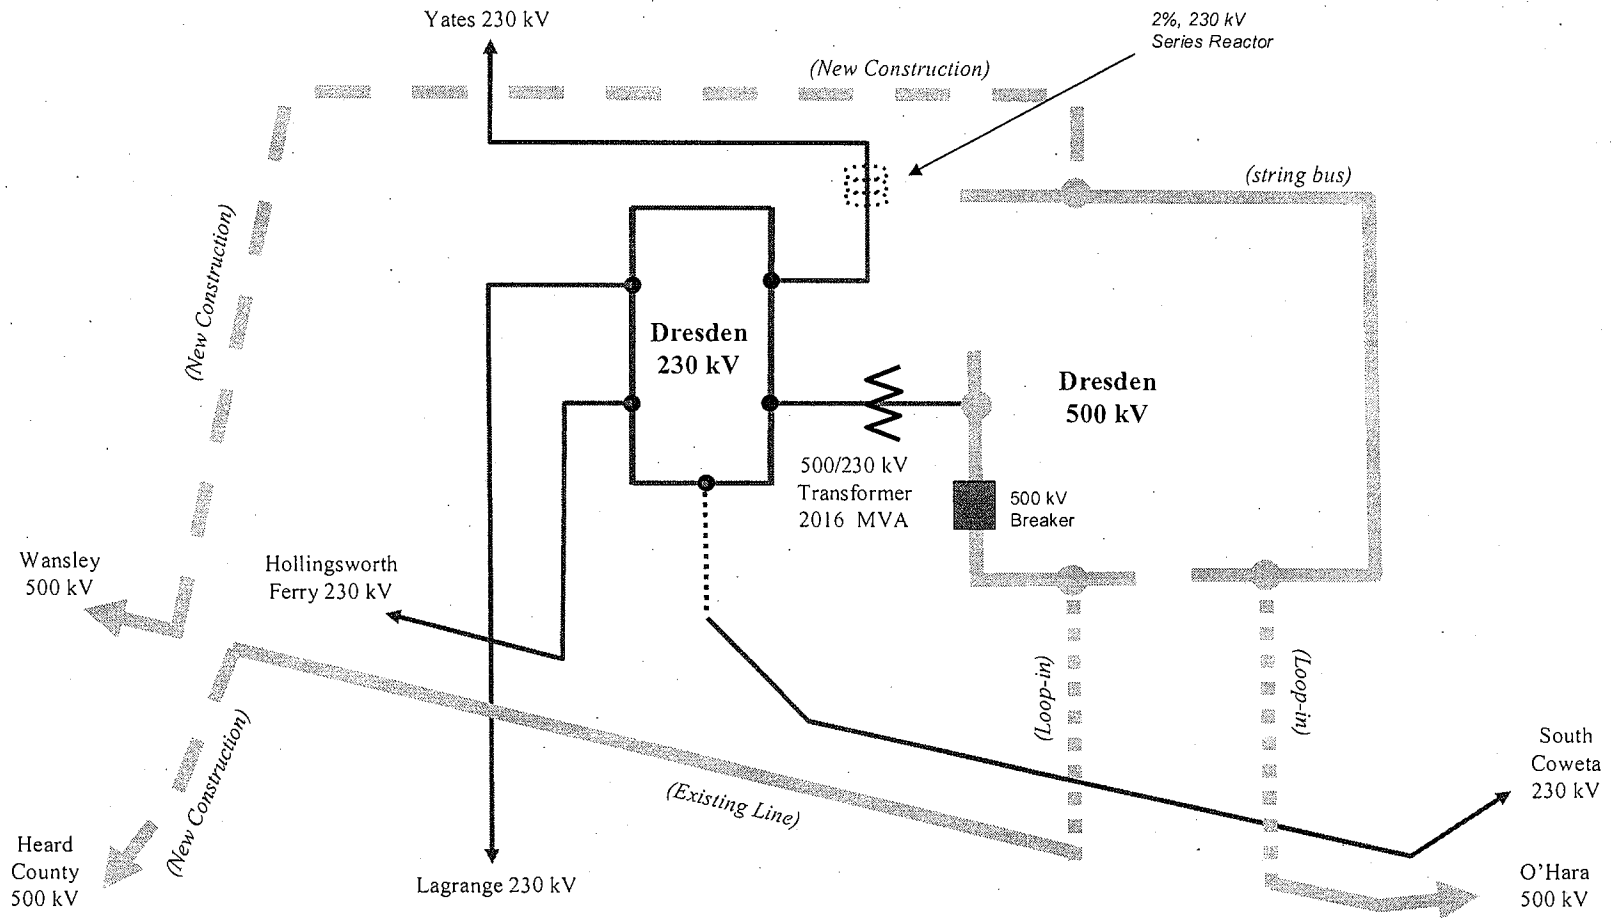 Yates 230 kV
2%, 230 kV
Series Reactor
(New Construction)
(string bus)
(New Construction)
Dresden
230 kV
Dresden
500 kV
500/230 kV
Transformer
2016 MVA
500 kV
Breaker
Wansley
500 kV
Hollingsworth
Ferry 230 kV
(Loop-in)
(Loop-in)
(New Construction)
(Existing Line)
South
Coweta
230 kV
Heard
County
500 kV
Lagrange 230 kV
O'Hara
500 kV